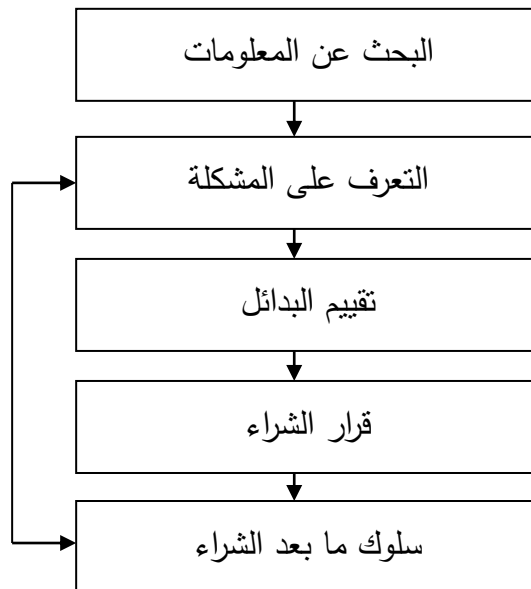 البحث عن المعلومات
التعرف على المشكلة
تقييم البدائل
قرار الشراء
سلوك ما بعد الشراء